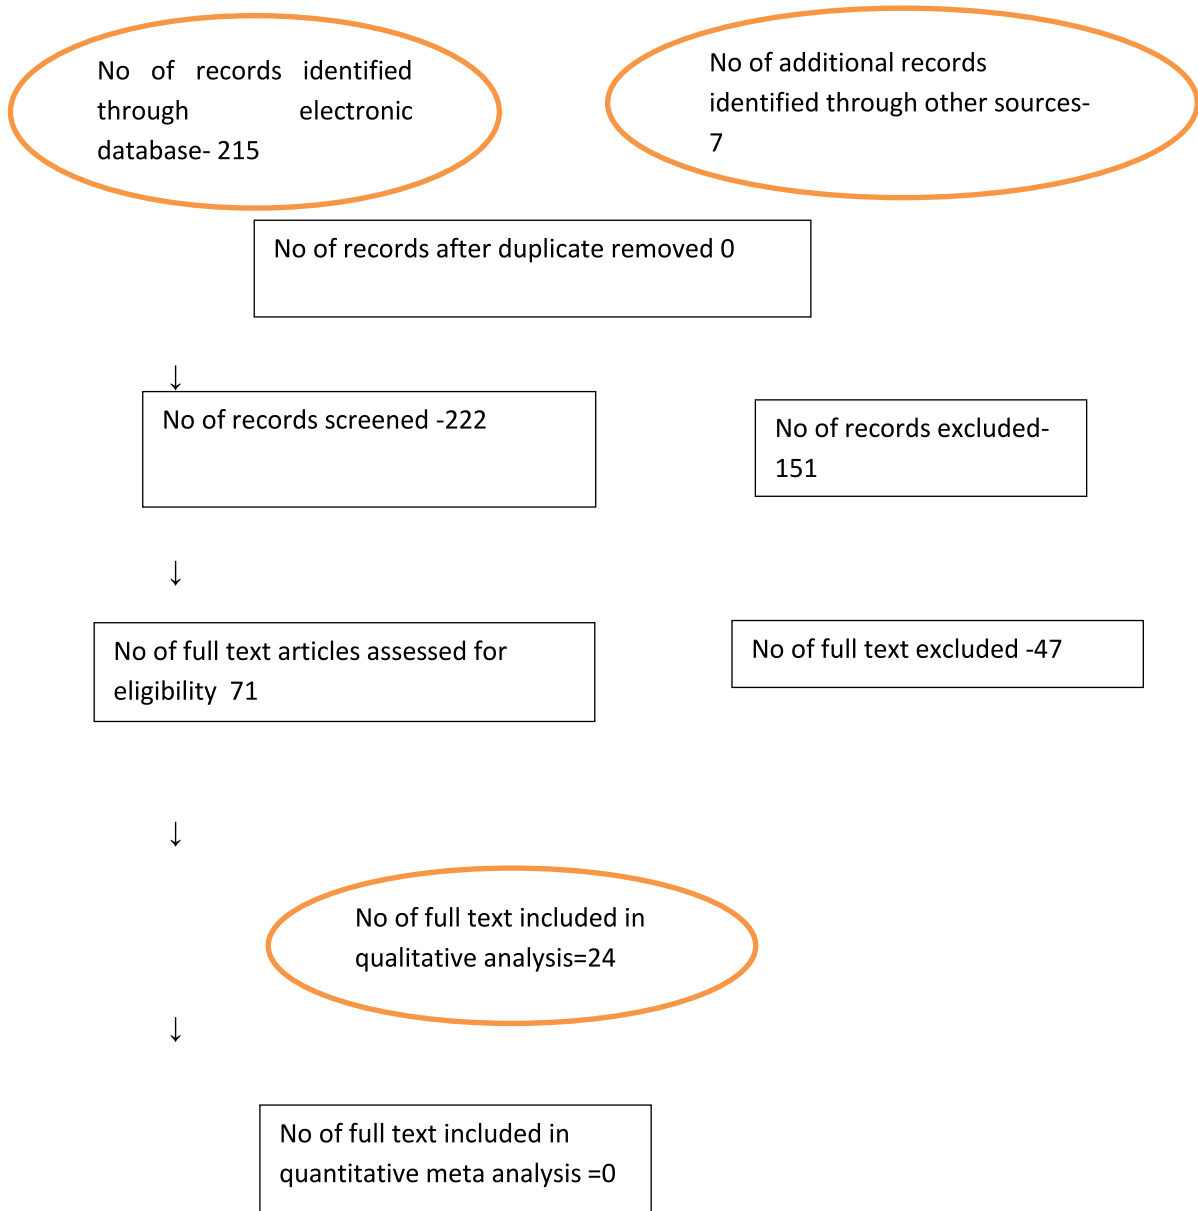 No of records identified
through electronic
database- 215
No of additional records
identified through other sources-
7
No of records after duplicate removed 0
↓
No of records screened -222
No of records excluded-
151
↓
No of full text articles assessed for
eligibility 71
No of full text excluded -47
↓
No of full text included in
qualitative analysis=24
↓
No of full text included in
quantitative meta analysis =0